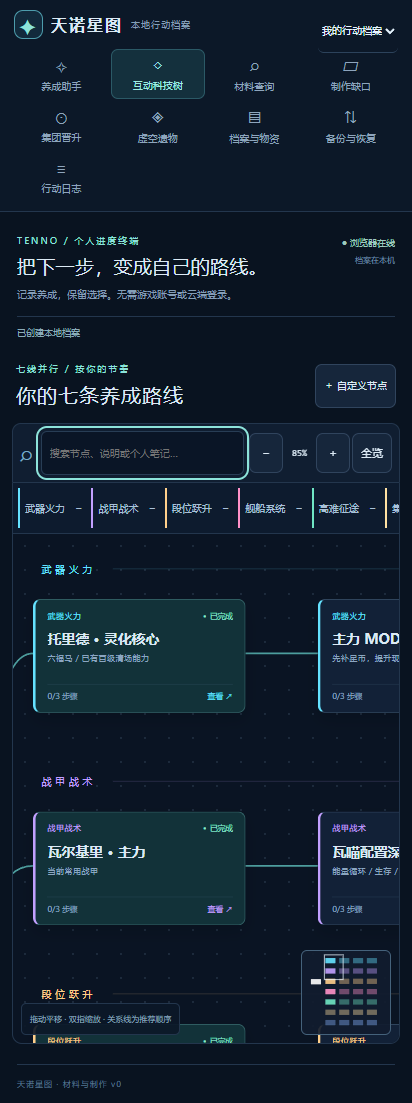 天诺星图 本地行动档案 我的行动档案
养成助手 互动科技树 材料查询 制作缺口
集团晋升 虚空遗物 档案与物资 备份与恢复
行动日志
TENNO / 个人进度终端
浏览器在线
把下一步，变成自己的路线。
档案在本机
记录养成，保留选择。无需游戏账号或云端登录。
已创建本地档案
七线并行 / 按你的节奏
你的七条养成路线
+ 自定义节点
搜索节点、说明或个人笔记...
− 85% + 全览
武器火力 − 战甲战术 − 段位跃升 − 舰船系统 − 高难征途 −
武器火力
武器火力 • 已完成
托里德 • 灵化核心
六福马 / 已有百级清场能力
0/3 步骤 查看 ↗
武器火力
主力 MOD
0/3 步骤
战甲战术
战甲战术 • 已完成
瓦尔基里 • 主力
当前常用战甲
0/3 步骤 查看 ↗
战甲战术
瓦喵配置深
能量循环 / 生存 /
0/3 步骤
段位跃升
拖动平移 · 双指缩放 · 关系线为推荐顺序
段位跃升 • 已完成
段位跃升
天诺星图 · 材料与制作 v0